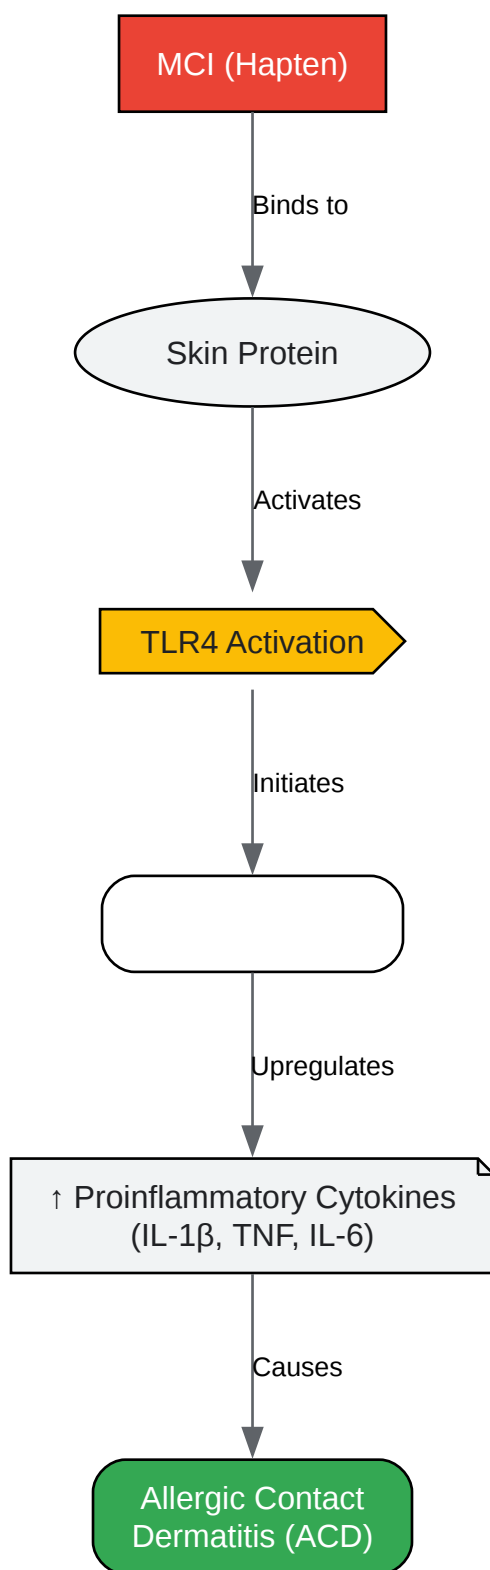 MCI (Hapten)
Binds to
Skin Protein
Activates
TLR4 Activation
Initiates
Upregulates
↑ Proinflammatory Cytokines
(IL-1β, TNF, IL-6)
Causes
Allergic Contact
Dermatitis (ACD)